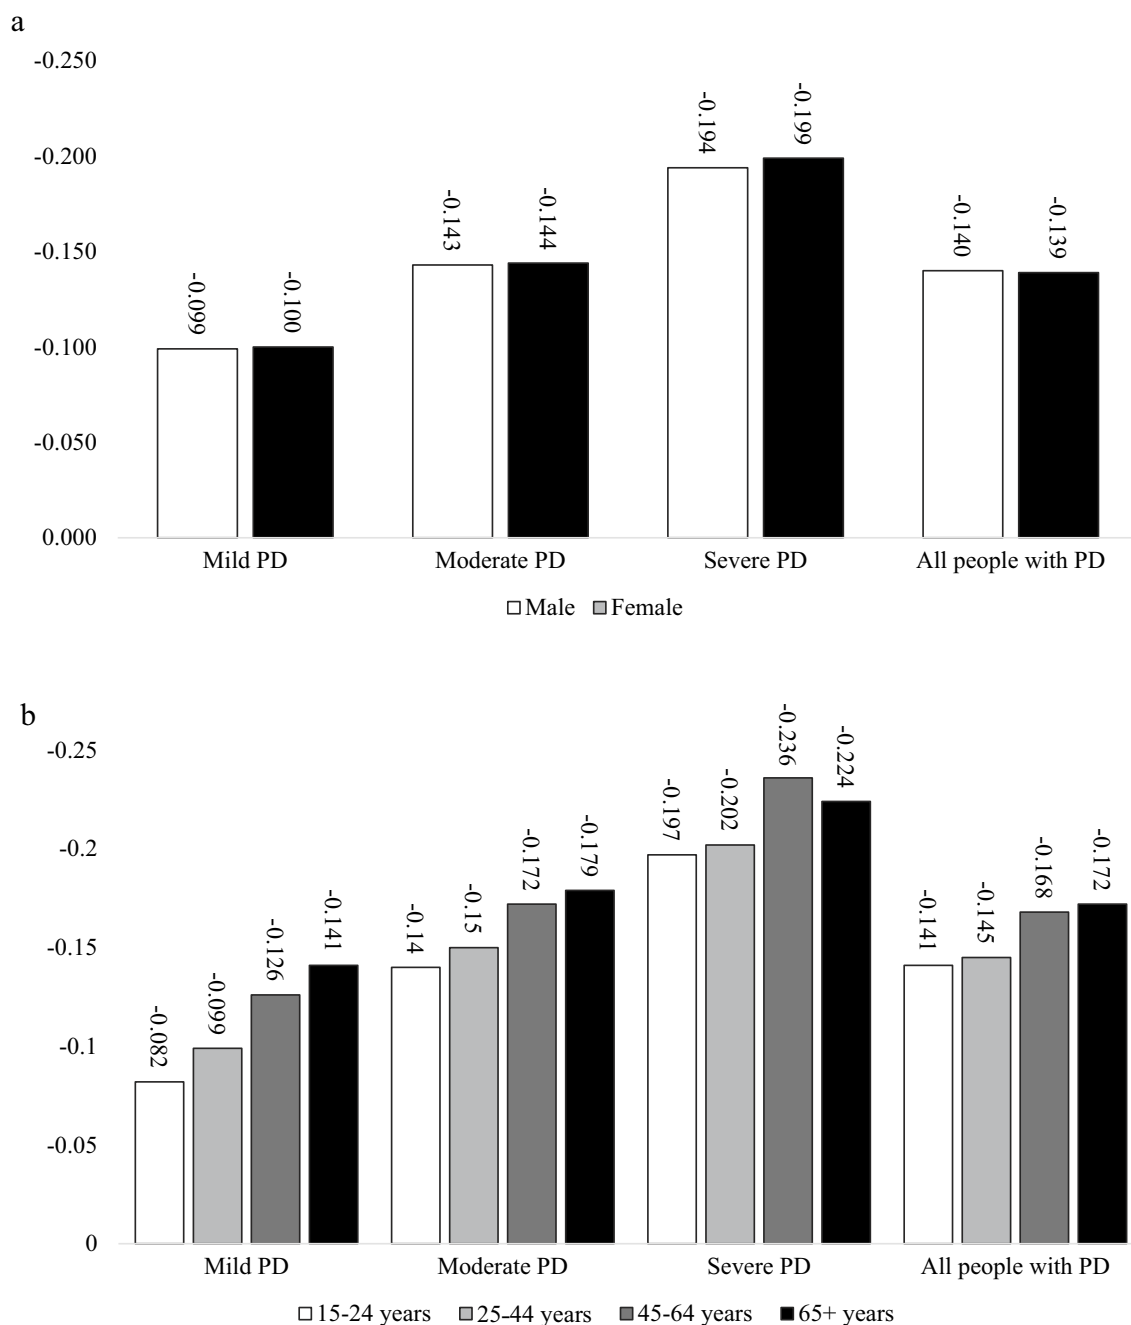 a
-0.250
-0.200
-0.150
-0.100
-0.050
0.000
-0.099
-0.100
-0.143
-0.144
-0.194
-0.199
-0.140
-0.139
Mild PD
Moderate PD
Severe PD
All people with PD
Male
Female
b
-0.25
-0.2
-0.15
-0.1
-0.05
0
-0.082
-0.099
-0.126
-0.141
-0.14
-0.15
-0.172
-0.179
-0.197
-0.202
-0.236
-0.224
-0.141
-0.145
-0.168
-0.172
Mild PD
Moderate PD
Severe PD
All people with PD
15-24 years
25-44 years
45-64 years
65+ years